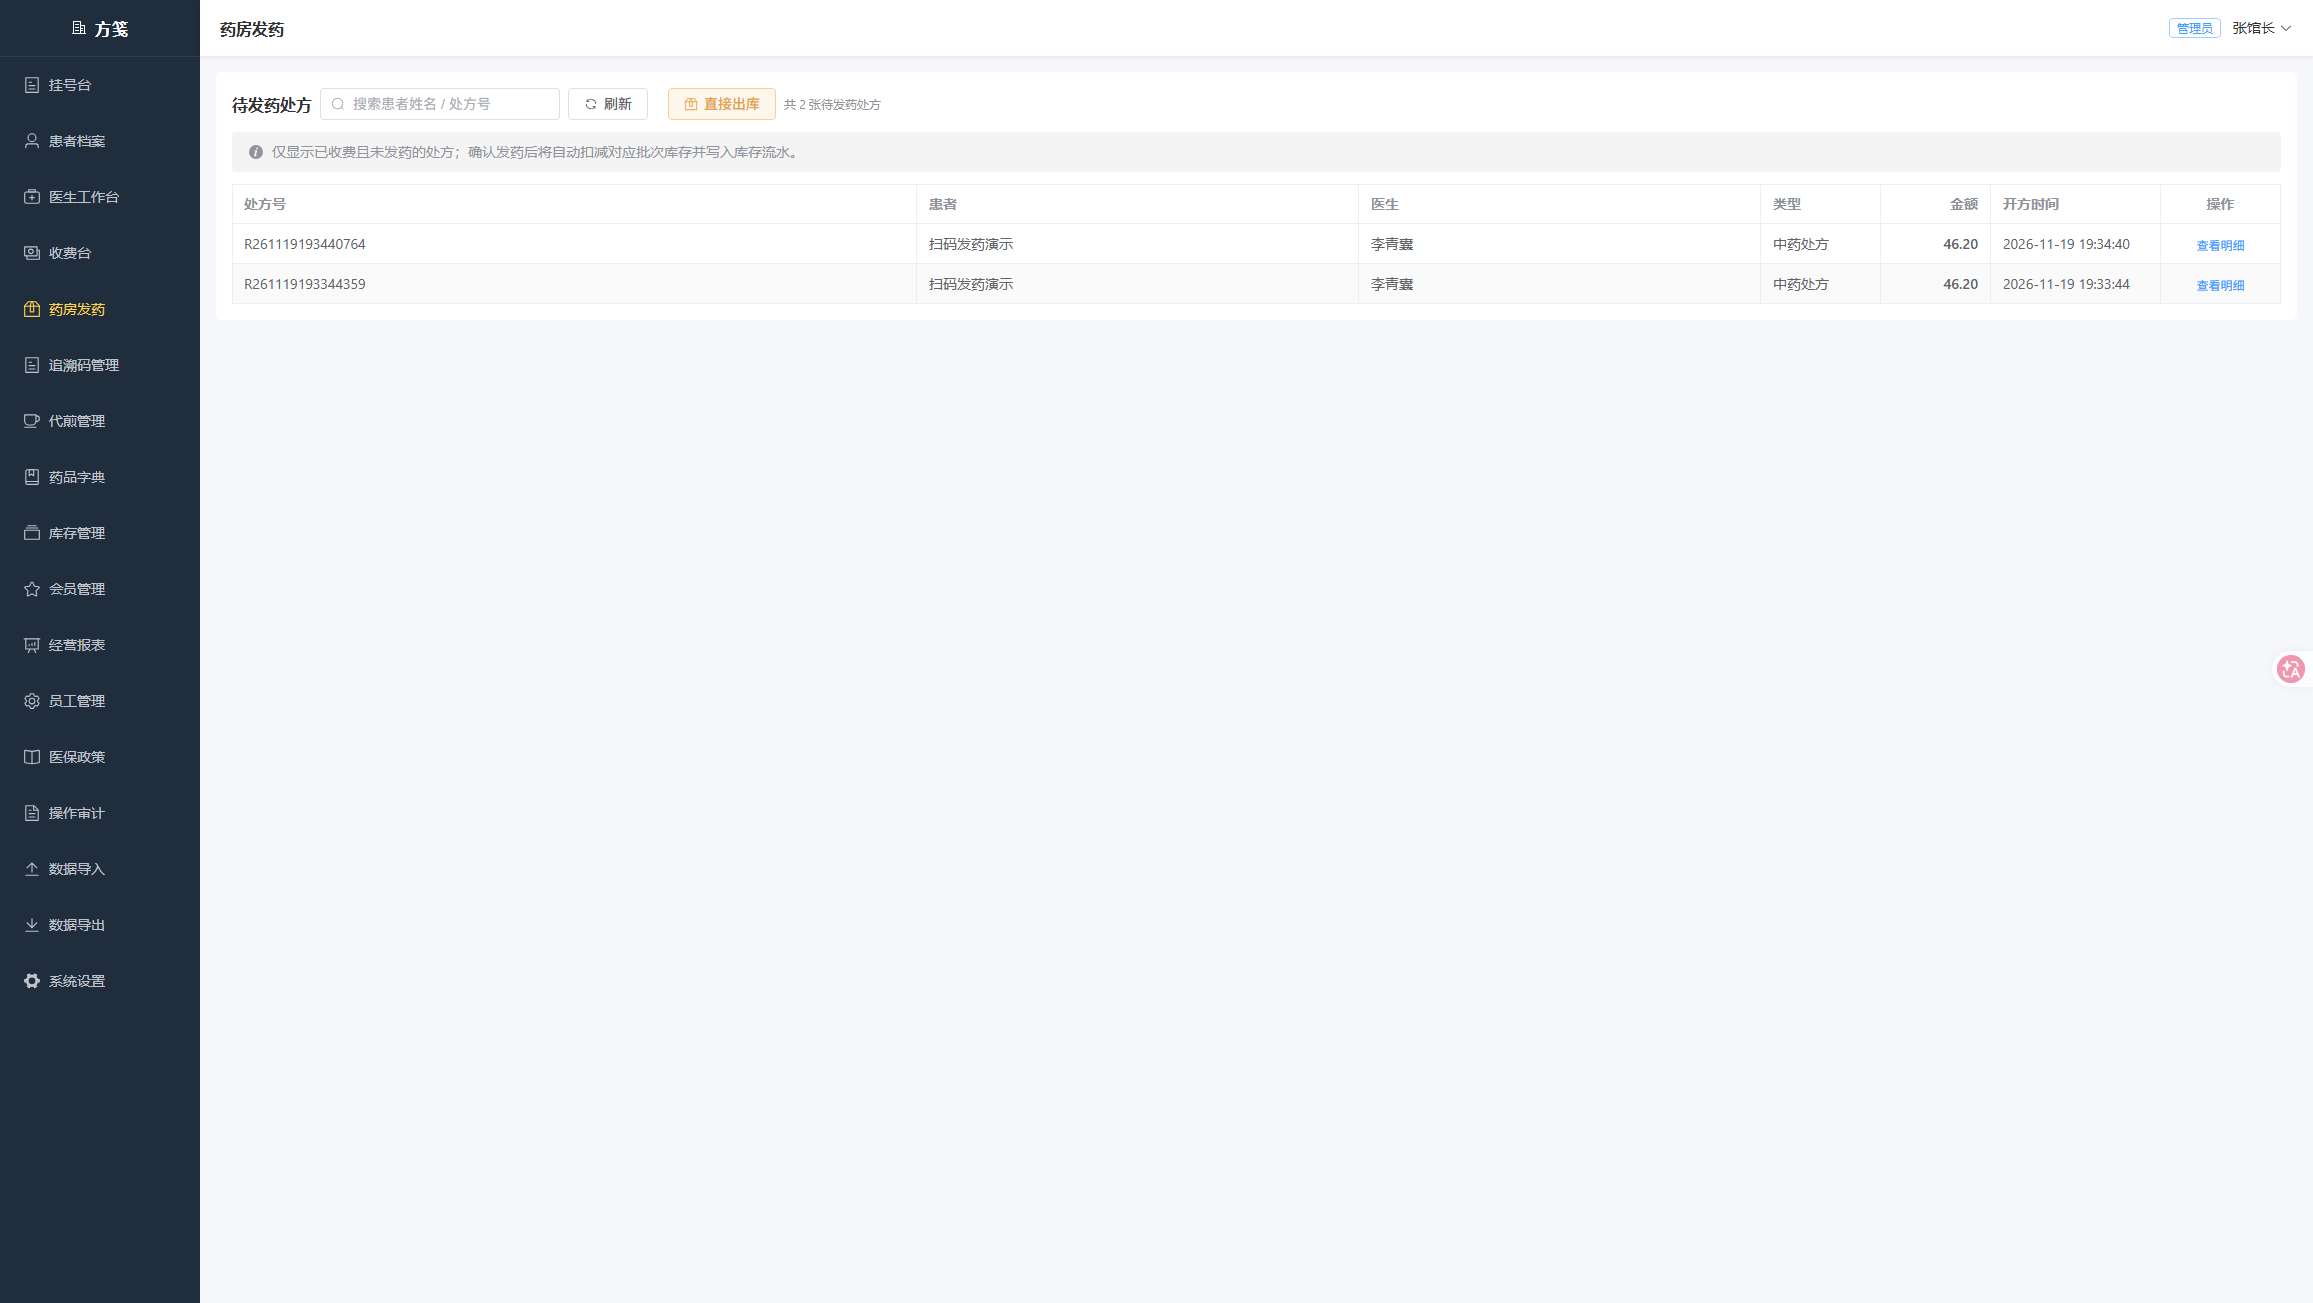 方笺
药房发药
管理员 张馆长
挂号台
患者档案
医生工作台
收费台
药房发药
追溯码管理
代煎管理
药品字典
库存管理
会员管理
经营报表
员工管理
医保政策
操作审计
数据导入
数据导出
系统设置
待发药处方 搜索患者姓名 / 处方号 刷新 直接出库 共 2 张待发药处方
仅显示已收费且未发药的处方；确认发药后将自动扣减对应批次库存并写入库存流水。
处方号 患者 医生 类型 金额 开方时间 操作
R261119193440764 扫码发药演示 李青囊 中药处方 46.20 2026-11-19 19:34:40 查看明细
R261119193344359 扫码发药演示 李青囊 中药处方 46.20 2026-11-19 19:33:44 查看明细